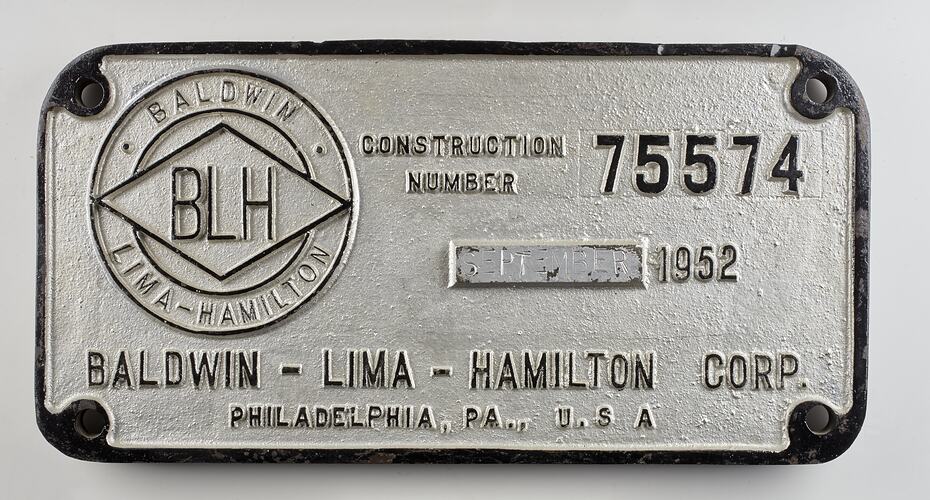 BALDWIN
BLH
LIMA-HAMILTON
CONSTRUCTION
NUMBER
75574
SEPTEMBER 1952
BALDWIN - LIMA - HAMILTON CORP.
PHILADELPHIA, PA., U.S A